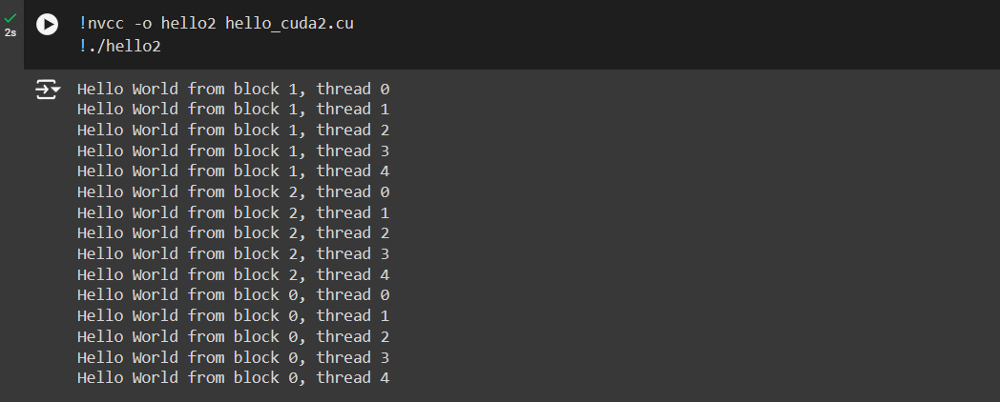 !nvcc -o hello2 hello_cuda2.cu
2s
!./hello2
Hello World from block 1, thread 0
Hello World from block 1, thread 1
Hello World from block 1, thread 2
Hello World from block 1, thread 3
Hello World from block 1, thread 4
Hello World from block 2, thread 0
Hello World from block 2, thread 1
Hello World from block 2, thread 2
Hello World from block 2, thread 3
Hello World from block 2, thread 4
Hello World from block 0, thread 0
Hello World from block 0, thread 1
Hello World from block 0, thread 2
Hello World from block 0, thread 3
Hello World from block 0, thread 4